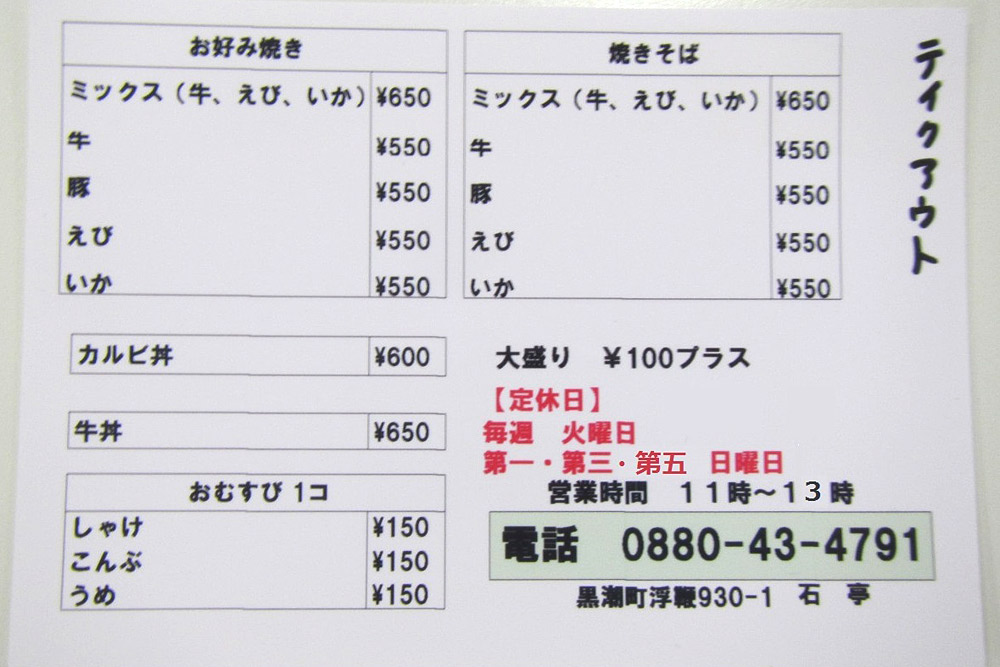 テイクアウト
お好み焼き
ミックス（牛、えび、いか） ¥650
牛 ¥550
豚 ¥550
えび ¥550
いか ¥550
焼きそば
ミックス（牛、えび、いか） ¥650
牛 ¥550
豚 ¥550
えび ¥550
いか ¥550
カルビ丼 ¥600
牛丼 ¥650
おむすび 1コ
しゃけ ¥150
こんぶ ¥150
うめ ¥150
大盛り ￥100プラス
【定休日】
毎週 火曜日
第一・第三・第五 日曜日
営業時間 11時～13時
電話 0880-43-4791
黒潮町浮鞭930-1 石亭